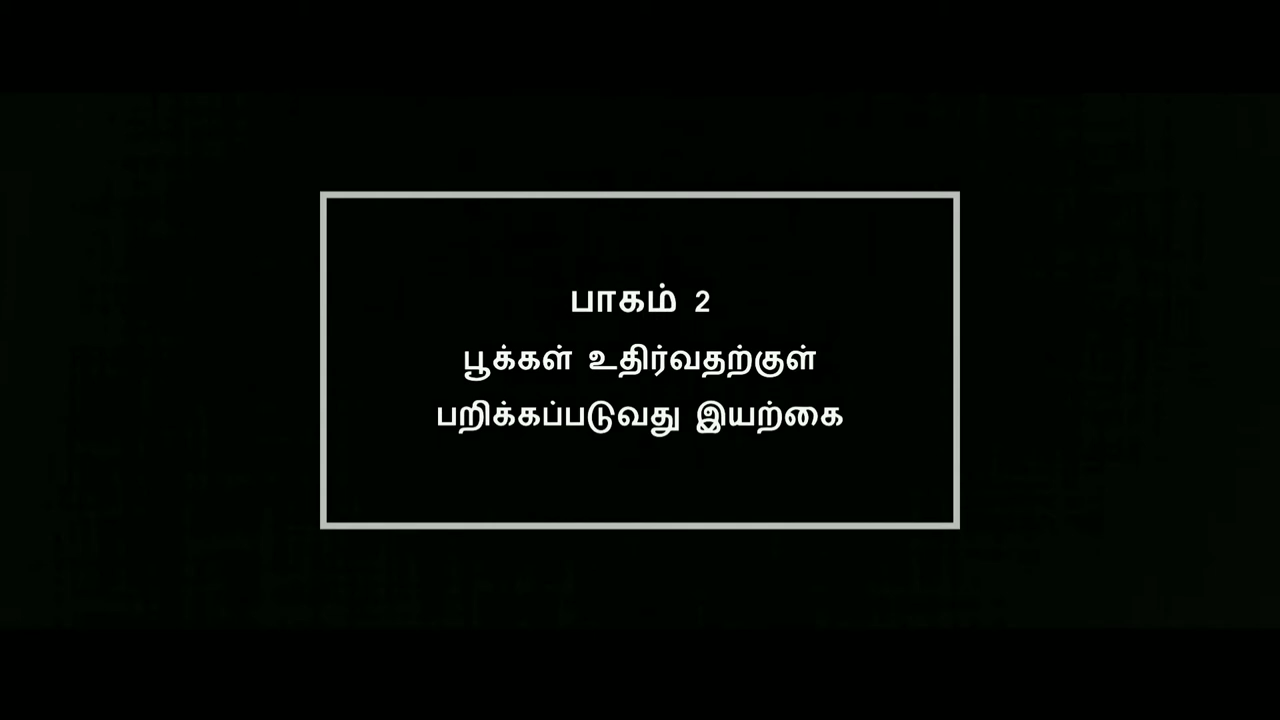 பாகம் 2
பூக்கள் உதிர்வதற்குள்
பறிக்கப்படுவது இயற்கை